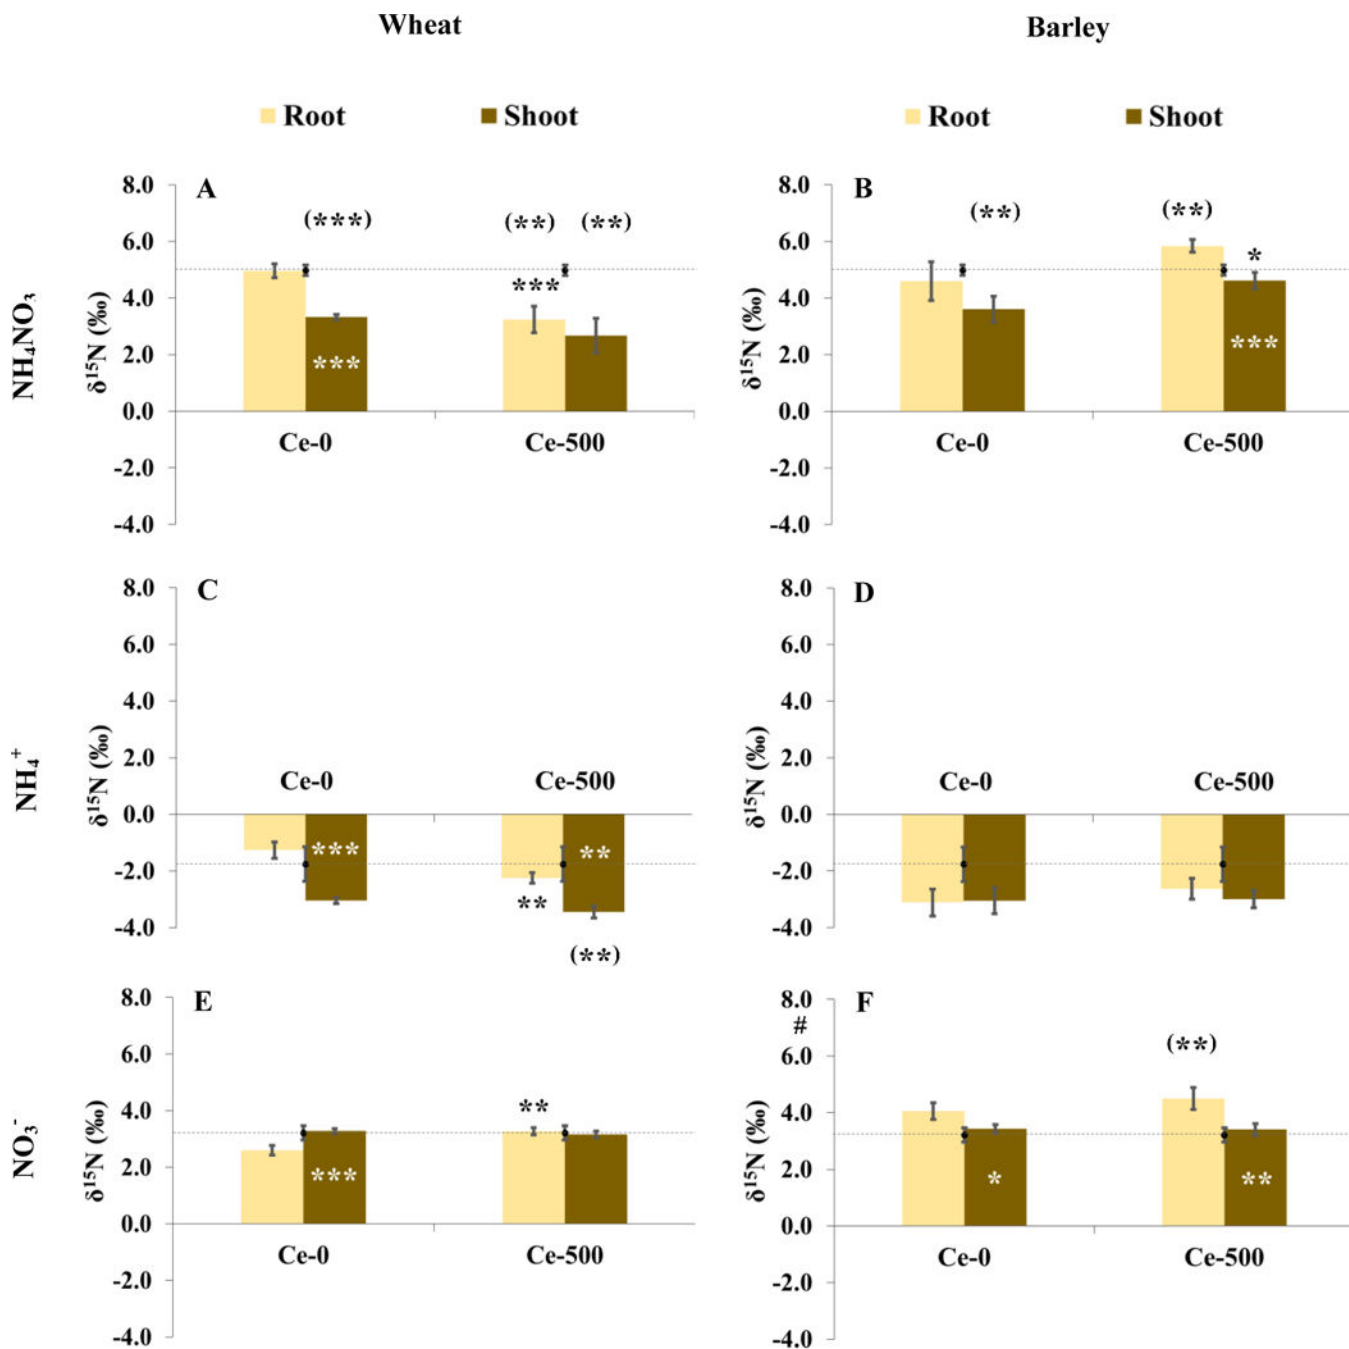 Wheat Barley
Root Shoot Root Shoot
NH₄NO₃
A
δ¹⁵N (‰)
8.0
6.0
4.0
2.0
0.0
-2.0
-4.0
(***) (**) (**)
***
***
Ce-0 Ce-500
B
δ¹⁵N (‰)
8.0
6.0
4.0
2.0
0.0
-2.0
-4.0
(**) (**)
*
***
Ce-0 Ce-500
NH₄⁺
C
δ¹⁵N (‰)
8.0
6.0
4.0
2.0
0.0
-2.0
-4.0
Ce-0 Ce-500
*** **
**
(**)
D
δ¹⁵N (‰)
8.0
6.0
4.0
2.0
0.0
-2.0
-4.0
Ce-0 Ce-500
NO₃⁻
E
δ¹⁵N (‰)
8.0
6.0
4.0
2.0
0.0
-2.0
-4.0
**
***
Ce-0 Ce-500
F
δ¹⁵N (‰)
8.0
#
6.0
4.0
2.0
0.0
-2.0
-4.0
(**)
* **
Ce-0 Ce-500